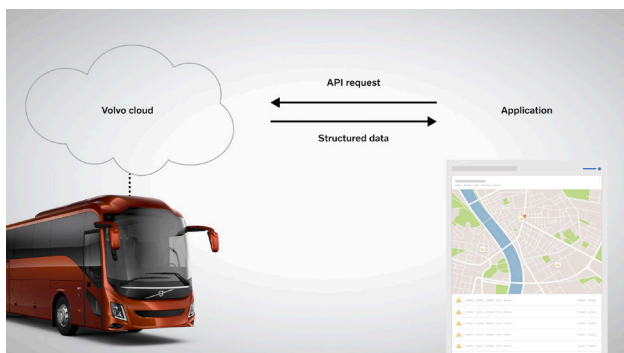 API request
Volvo cloud
Application
Structured data